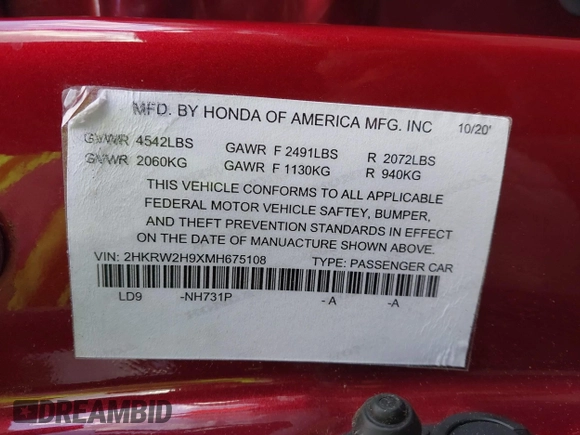 MFD. BY HONDA OF AMERICA MFG. INC 10/20'
GVWR 4542LBS GAWR F 2491LBS R 2072LBS
GVWR 2060KG GAWR F 1130KG R 940KG
THIS VEHICLE CONFORMS TO ALL APPLICABLE
FEDERAL MOTOR VEHICLE SAFTEY, BUMPER,
AND THEFT PREVENTION STANDARDS IN EFFECT
ON THE DATE OF MANUACTURE SHOWN ABOVE.
VIN: 2HKRW2H9XMH675108 TYPE: PASSENGER CAR
LD9 -NH731P -A -A
DREAMBID